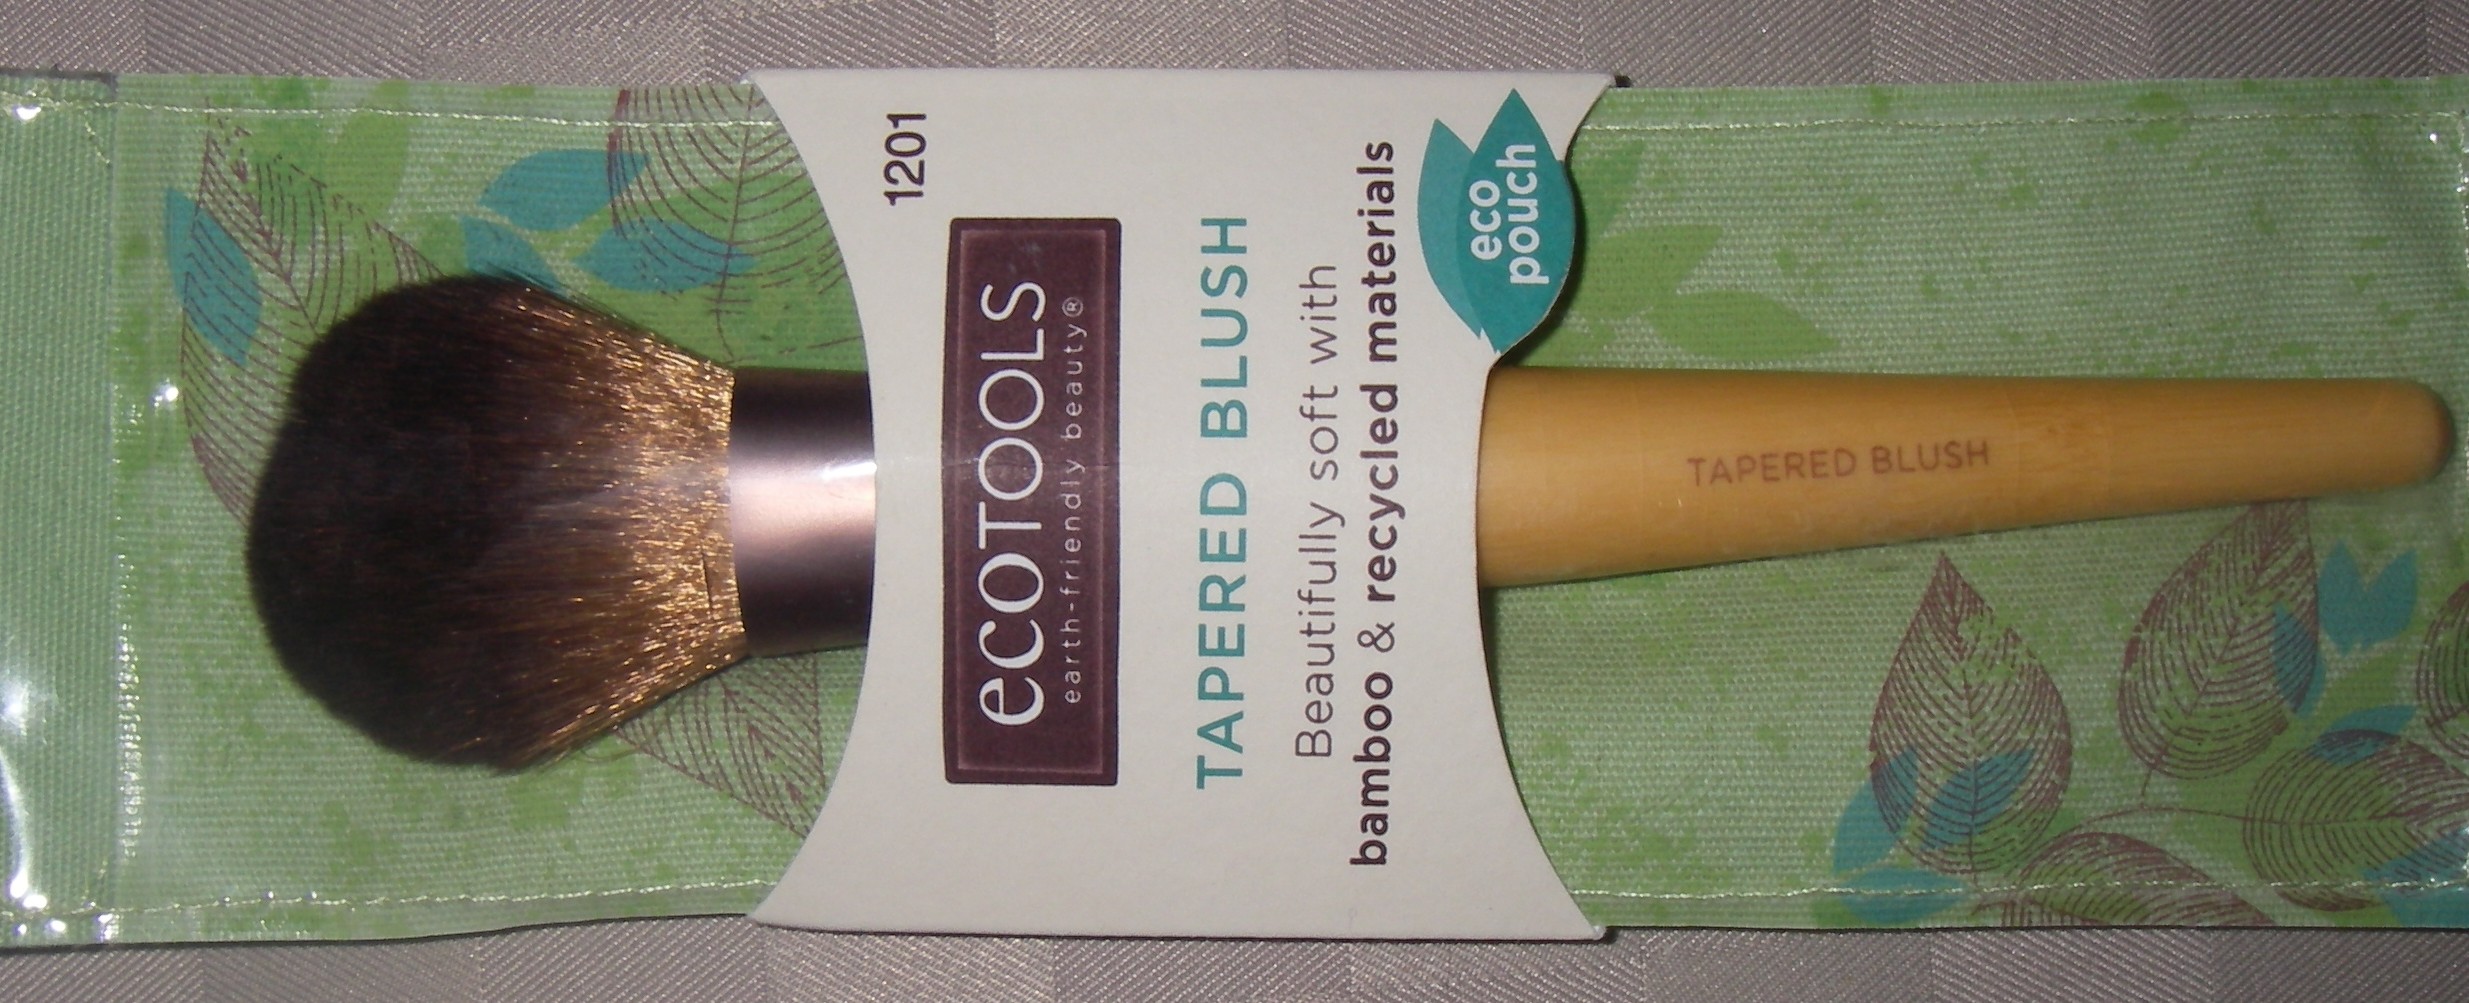 1201
ecoTOOLS
earth-friendly beauty®
TAPERED BLUSH
Beautifully soft with
bamboo & recycled materials
eco
pouch
TAPERED BLUSH